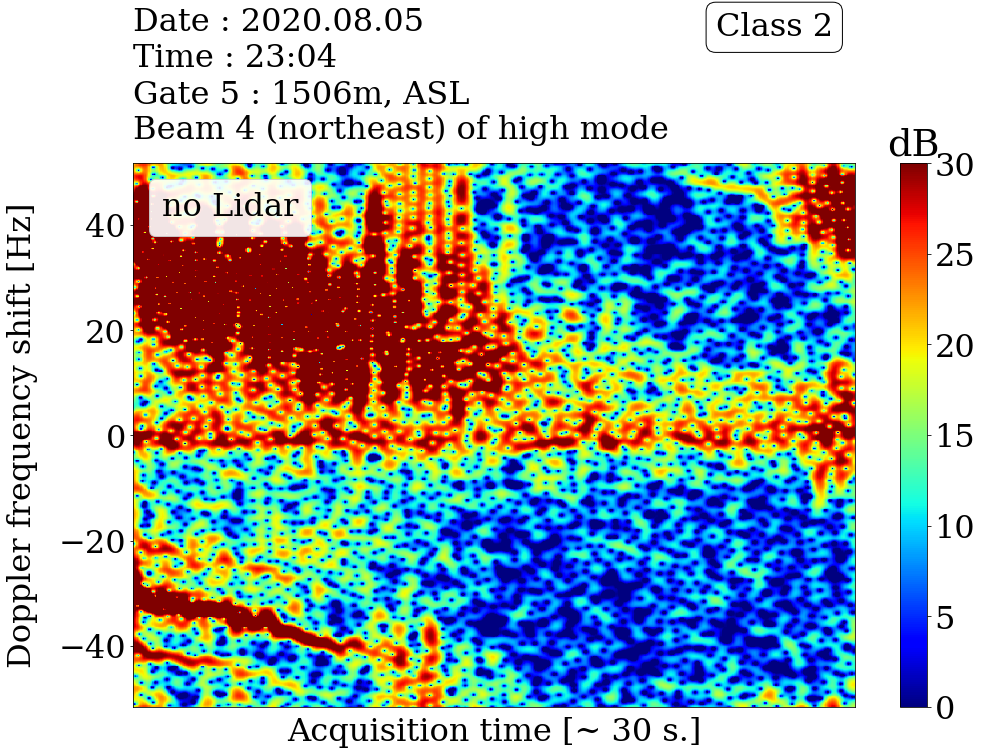 Date : 2020.08.05
Time : 23:04
Gate 5 : 1506m, ASL
Beam 4 (northeast) of high mode
Class 2
dB
no Lidar
30
25
20
15
10
5
0
40
20
0
−20
−40
Doppler frequency shift [Hz]
Acquisition time [~ 30 s.]